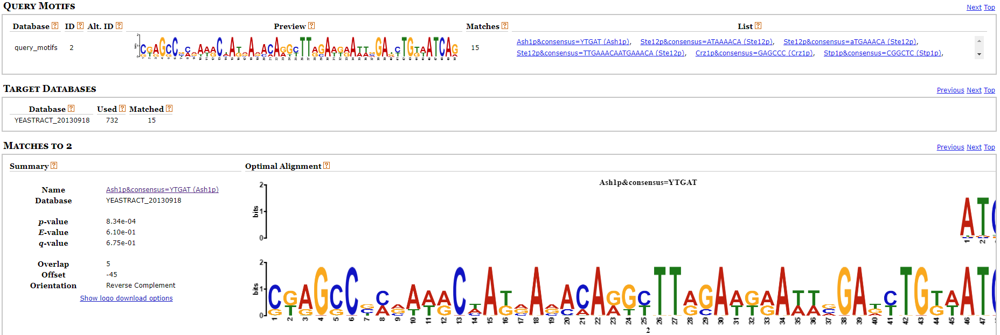 QUERY MOTIFS
Next Top
Database ? ID ? Alt. ID ? Preview ? Matches ? List ?
query_motifs 2 15 Ash1p&consensus=YTGAT (Ash1p), Ste12p&consensus=ATAAAACA (Ste12p), Ste12p&consensus=aTGAAACA (Ste12p),
Ste12p&consensus=TTGAAACAATGAAACA (Ste12p), Crz1p&consensus=GAGCCC (Crz1p), Stp1p&consensus=CGGCTC (Stp1p),
TARGET DATABASES
Previous Next Top
Database ? Used ? Matched ?
YEASTRACT_20130918 732 15
MATCHES TO 2
Previous Next Top
Summary ? Optimal Alignment ?
Name Ash1p&consensus=YTGAT (Ash1p)
Database YEASTRACT_20130918
p-value 8.34e-04
E-value 6.10e-01
q-value 6.75e-01
Overlap 5
Offset -45
Orientation Reverse Complement
Show logo download options
Ash1p&consensus=YTGAT
2
bits
1
0
AT
1 2
2
bits
1
0
1 2 3 4 5 6 7 8 9 10 11 12 13 14 15 16 17 18 19 20 21 22 23 24 25 26 27 28 29 30 31 32 33 34 35 36 37 38 39 40 41 42 43 44 45 46 47
2